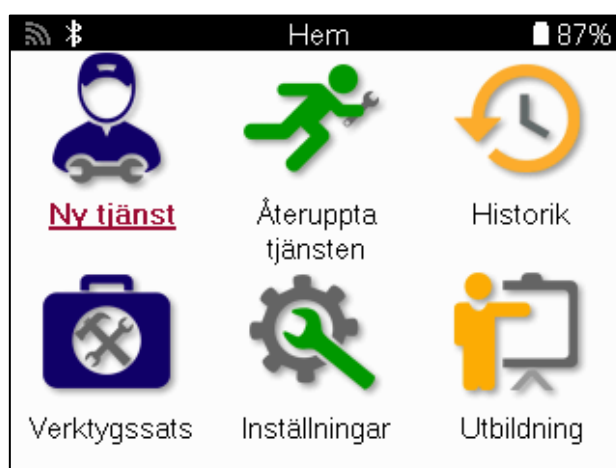 Hem
87%
Ny tjänst
Återuppta
tjänsten
Historik
Verktygssats
Inställningar
Utbildning